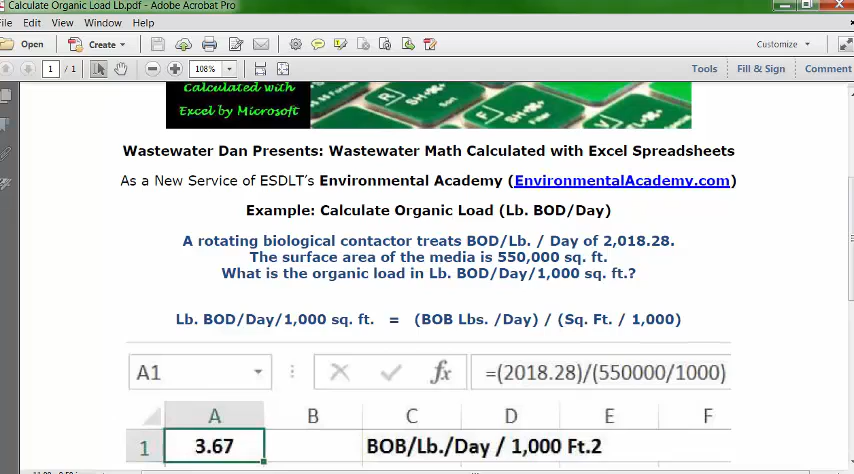 Calculate Organic Load Lb.pdf - Adobe Acrobat Pro
File Edit View Window Help
Open Create Customize
1 / 1 108% Tools Fill & Sign Comment
Calculated with
Excel by Microsoft
Wastewater Dan Presents: Wastewater Math Calculated with Excel Spreadsheets
As a New Service of ESDLT's Environmental Academy (EnvironmentalAcademy.com)
Example: Calculate Organic Load (Lb. BOD/Day)
A rotating biological contactor treats BOD/Lb. / Day of 2,018.28.
The surface area of the media is 550,000 sq. ft.
What is the organic load in Lb. BOD/Day/1,000 sq. ft.?
Lb. BOD/Day/1,000 sq. ft. = (BOB Lbs. /Day) / (Sq. Ft. / 1,000)
A1 fx =(2018.28)/(550000/1000)
A B C D E F
1 3.67 BOB/Lb./Day / 1,000 Ft.2